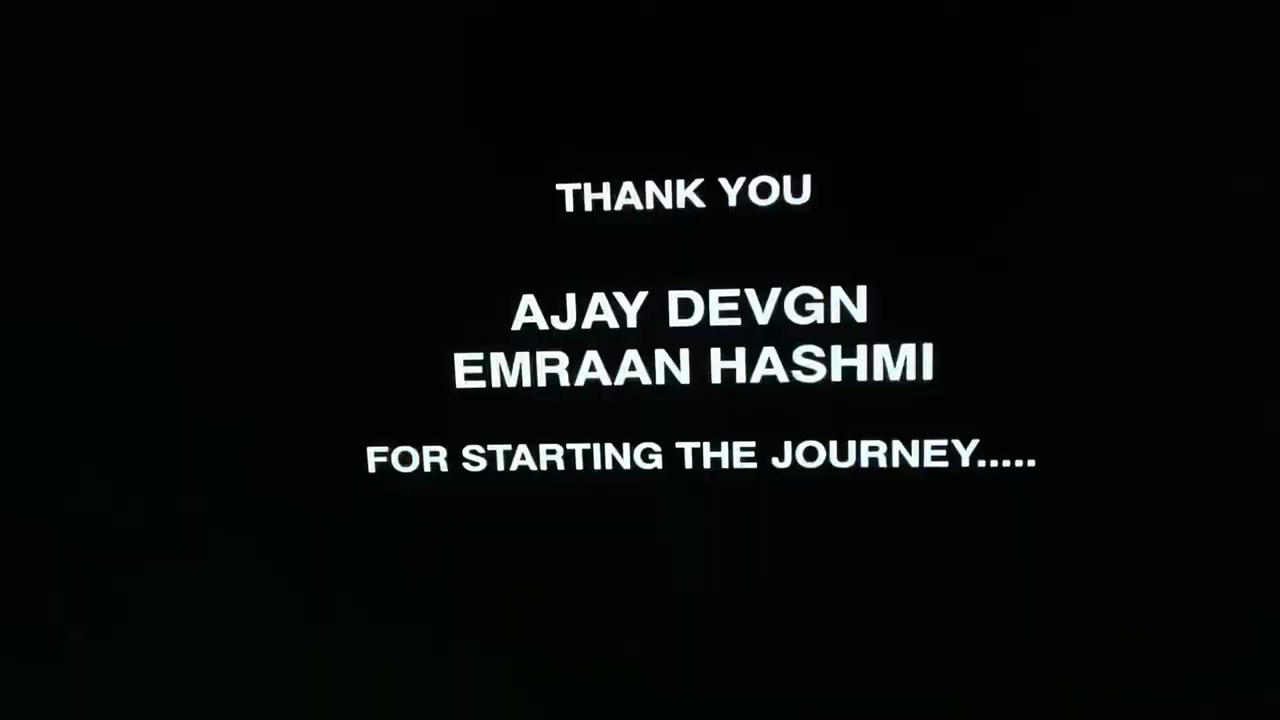 THANK YOU
AJAY DEVGN
EMRAAN HASHMI
FOR STARTING THE JOURNEY.....